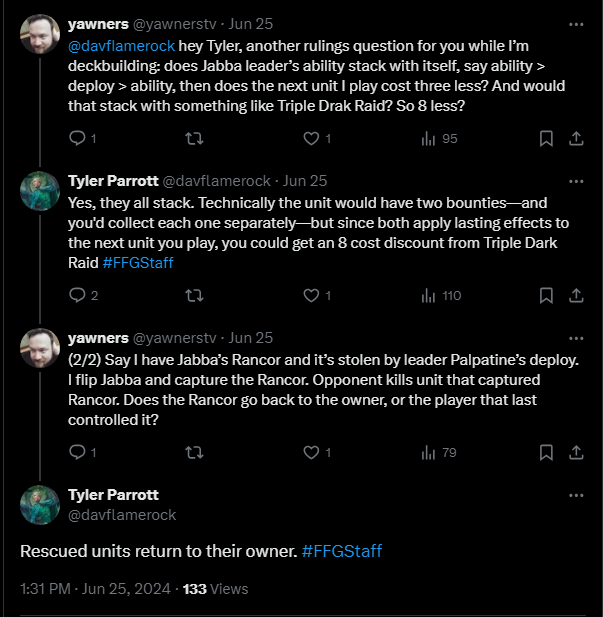 yawners @yawnerstv · Jun 25
@davflamerock hey Tyler, another rulings question for you while I'm
deckbuilding: does Jabba leader's ability stack with itself, say ability >
deploy > ability, then does the next unit I play cost three less? And would
that stack with something like Triple Drak Raid? So 8 less?
1 1 95
Tyler Parrott @davflamerock · Jun 25
Yes, they all stack. Technically the unit would have two bounties—and
you'd collect each one separately—but since both apply lasting effects to
the next unit you play, you could get an 8 cost discount from Triple Dark
Raid #FFGStaff
2 1 110
yawners @yawnerstv · Jun 25
(2/2) Say I have Jabba's Rancor and it's stolen by leader Palpatine's deploy.
I flip Jabba and capture the Rancor. Opponent kills unit that captured
Rancor. Does the Rancor go back to the owner, or the player that last
controlled it?
1 1 79
Tyler Parrott
@davflamerock
Rescued units return to their owner. #FFGStaff
1:31 PM · Jun 25, 2024 · 133 Views